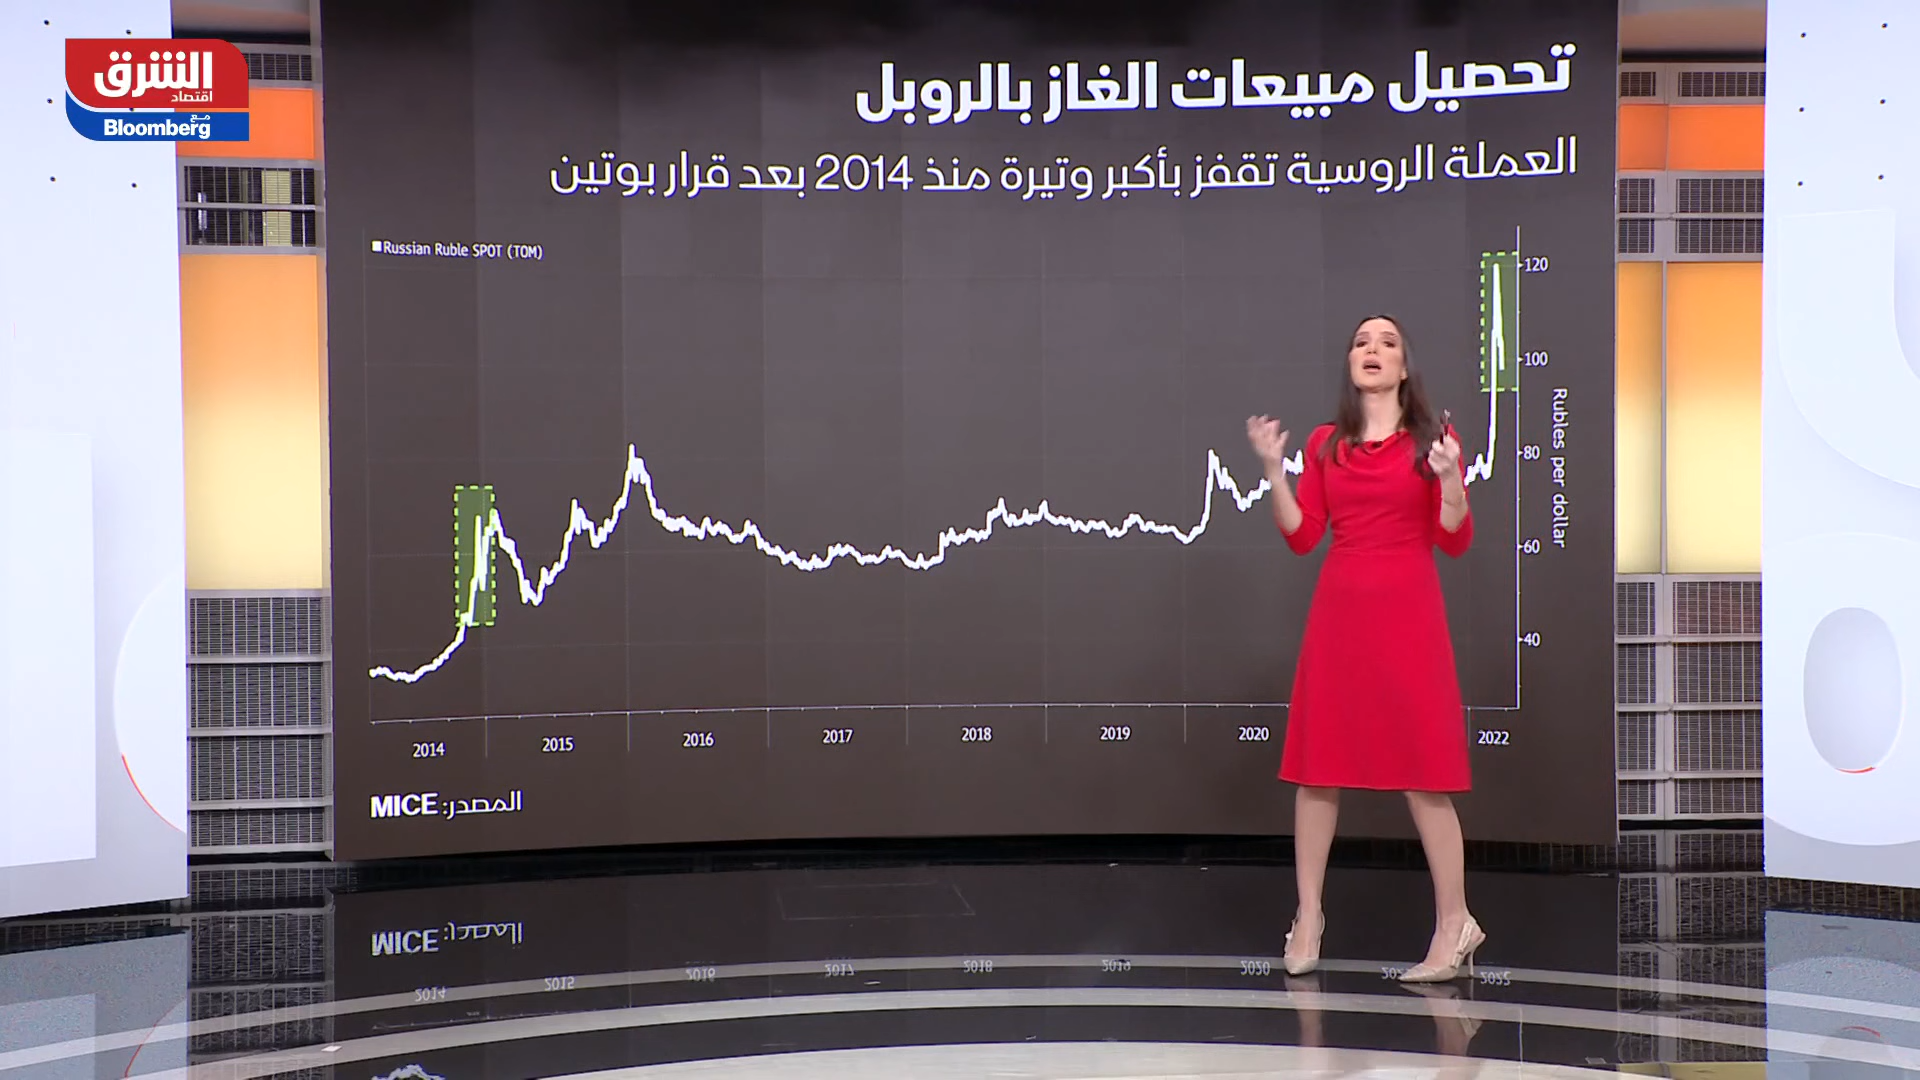 الشرق
اقتصاد
مع
Bloomberg
تحصيل مبيعات الغاز بالروبل
العملة الروسية تقفز بأكبر وتيرة منذ 2014 بعد قرار بوتين
Russian Ruble SPOT (TOM)
120
100
80
60
40
Rubles per dollar
2014 2015 2016 2017 2018 2019 2020 2022
المصدر: MICE